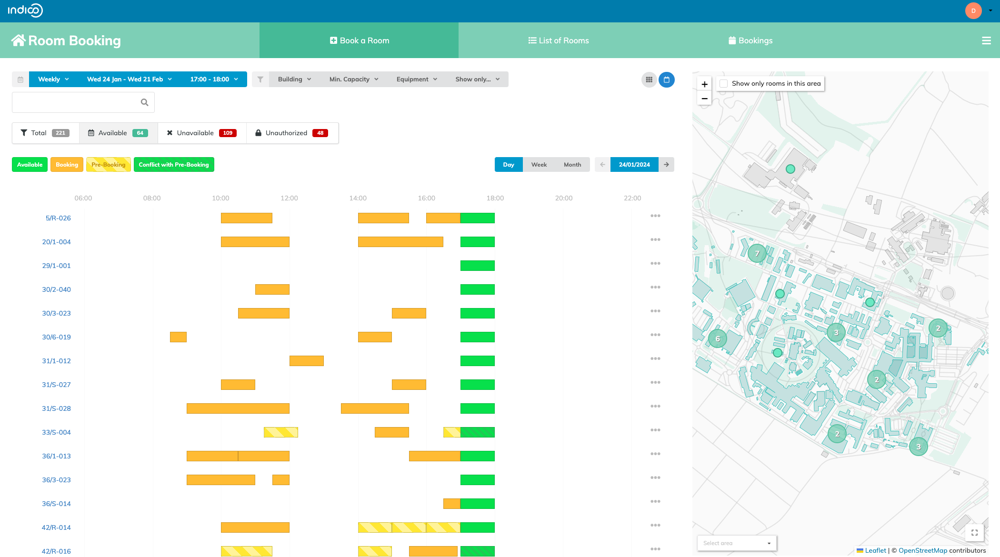 indico
D
Room Booking
Book a Room
List of Rooms
Bookings
Weekly
Wed 24 Jan - Wed 21 Feb
17:00 - 18:00
Building
Min. Capacity
Equipment
Show only...
Total 221
Available 64
Unavailable 109
Unauthorized 48
Available
Booking
Pre-Booking
Conflict with Pre-Booking
Day
Week
Month
24/01/2024
06:00
08:00
10:00
12:00
14:00
16:00
18:00
20:00
22:00
5/R-026
20/1-004
29/1-001
30/2-040
30/3-023
30/6-019
31/1-012
31/S-027
31/S-028
33/S-004
36/1-013
36/3-023
36/S-014
42/R-014
42/R-016
+
−
Show only rooms in this area
7
2
3
6
2
2
3
Select area
Leaflet | © OpenStreetMap contributors